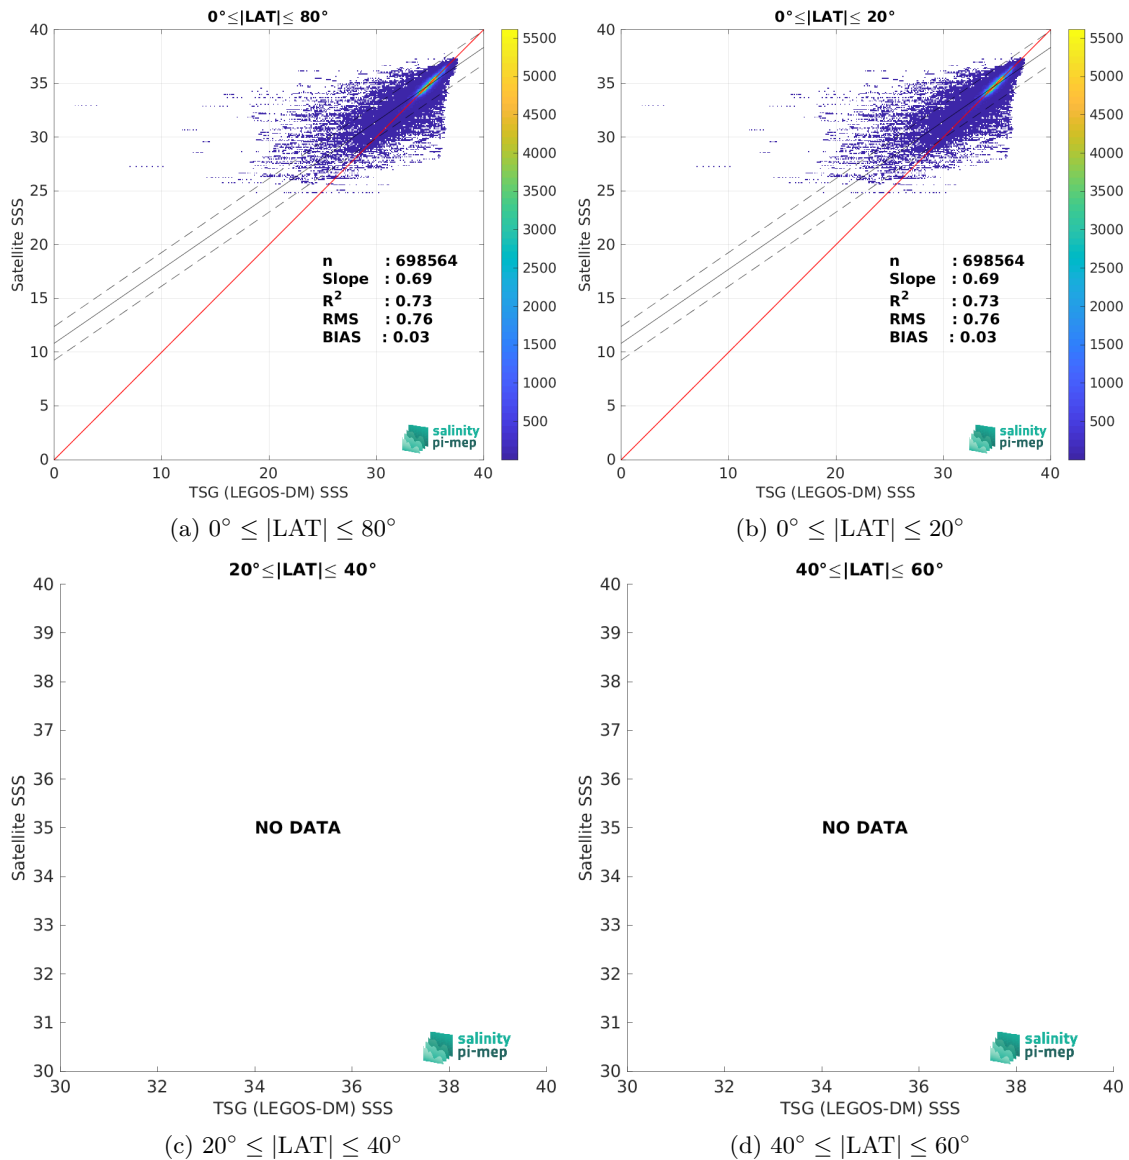 0°≤|LAT|≤ 80°
40
35
30
25
20
15
10
5
0
Satellite SSS
0
10
20
30
40
TSG (LEGOS-DM) SSS
n : 698564
Slope : 0.69
R² : 0.73
RMS : 0.76
BIAS : 0.03
salinity
pi-mep
5500
5000
4500
4000
3500
3000
2500
2000
1500
1000
500
(a) 0° ≤ |LAT| ≤ 80°
0°≤|LAT|≤ 20°
40
35
30
25
20
15
10
5
0
Satellite SSS
0
10
20
30
40
TSG (LEGOS-DM) SSS
n : 698564
Slope : 0.69
R² : 0.73
RMS : 0.76
BIAS : 0.03
salinity
pi-mep
5500
5000
4500
4000
3500
3000
2500
2000
1500
1000
500
(b) 0° ≤ |LAT| ≤ 20°
20°≤|LAT|≤ 40°
40
39
38
37
36
35
34
33
32
31
30
Satellite SSS
NO DATA
salinity
pi-mep
30
32
34
36
38
40
TSG (LEGOS-DM) SSS
(c) 20° ≤ |LAT| ≤ 40°
40°≤|LAT|≤ 60°
40
39
38
37
36
35
34
33
32
31
30
Satellite SSS
NO DATA
salinity
pi-mep
30
32
34
36
38
40
TSG (LEGOS-DM) SSS
(d) 40° ≤ |LAT| ≤ 60°